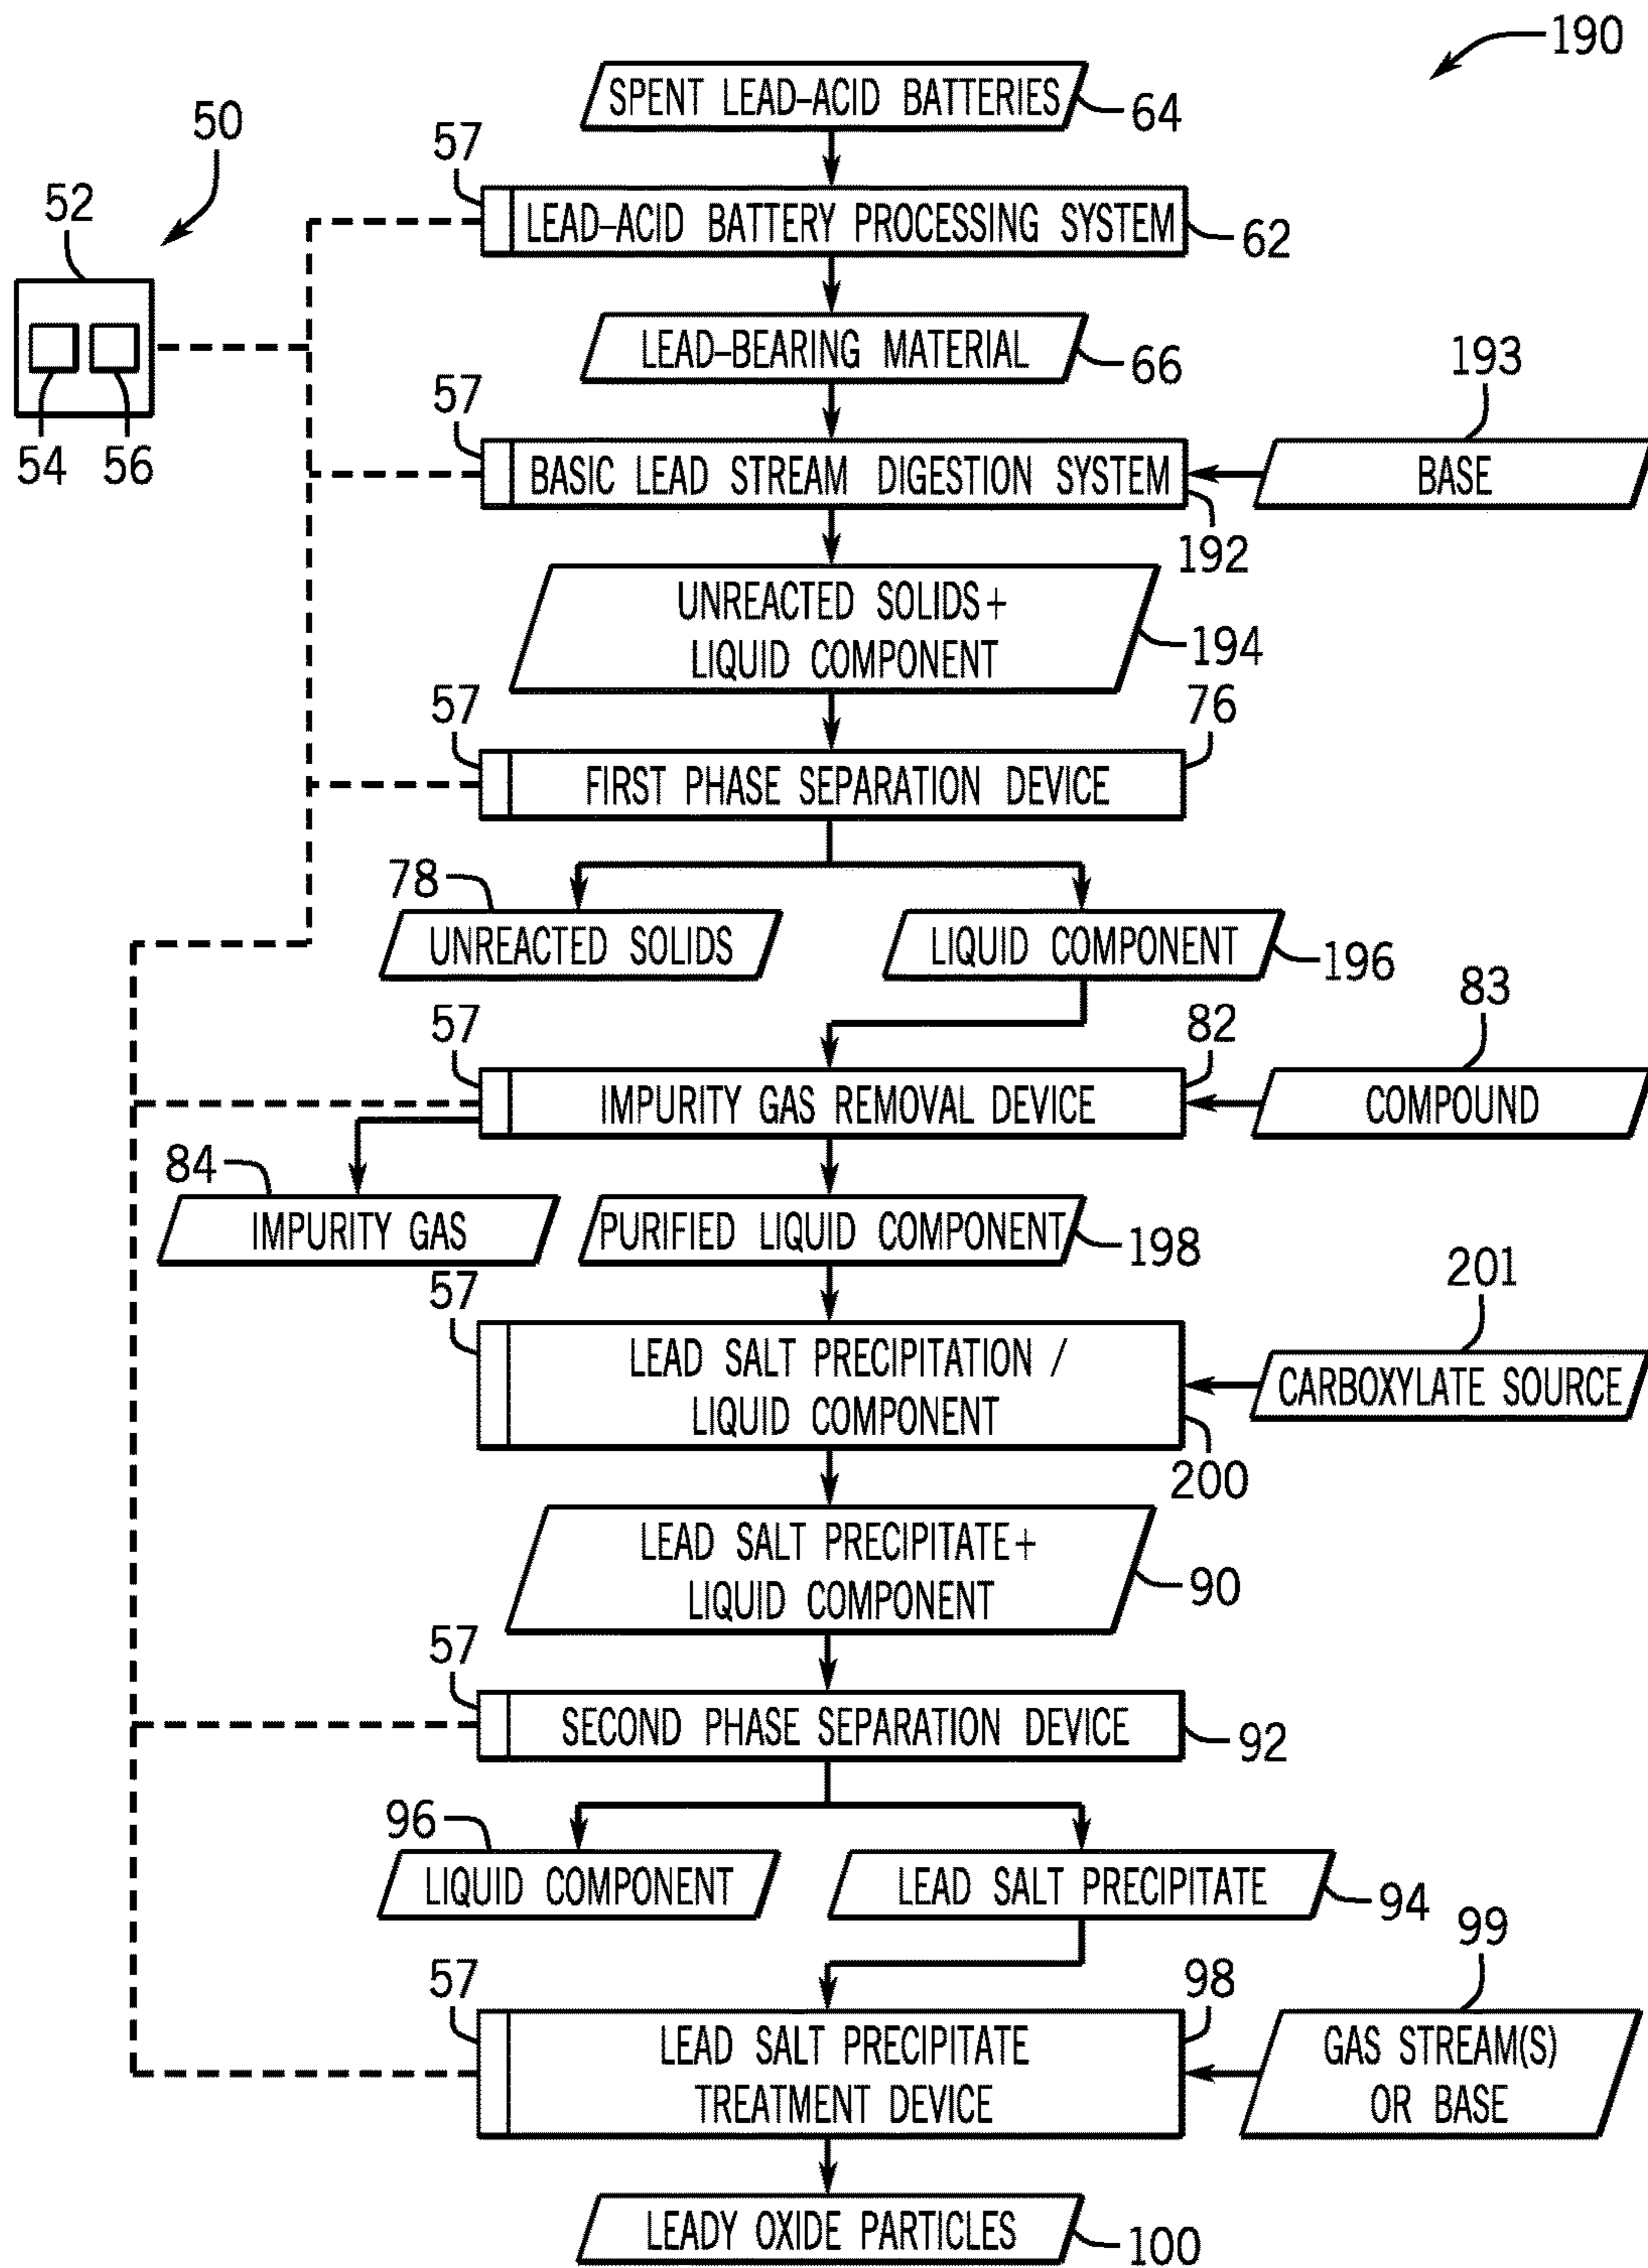 190
SPENT LEAD-ACID BATTERIES
64
50
57
52
LEAD-ACID BATTERY PROCESSING SYSTEM
62
LEAD-BEARING MATERIAL
66
193
54
56
57
BASIC LEAD STREAM DIGESTION SYSTEM
BASE
192
UNREACTED SOLIDS+
LIQUID COMPONENT
194
57
76
FIRST PHASE SEPARATION DEVICE
78
UNREACTED SOLIDS
LIQUID COMPONENT
196
83
57
82
IMPURITY GAS REMOVAL DEVICE
COMPOUND
84
IMPURITY GAS
PURIFIED LIQUID COMPONENT
198
57
201
LEAD SALT PRECIPITATION /
LIQUID COMPONENT
CARBOXYLATE SOURCE
200
LEAD SALT PRECIPITATE+
LIQUID COMPONENT
90
57
SECOND PHASE SEPARATION DEVICE
92
96
LIQUID COMPONENT
LEAD SALT PRECIPITATE
94
99
57
98
LEAD SALT PRECIPITATE
TREATMENT DEVICE
GAS STREAM(S)
OR BASE
LEADY OXIDE PARTICLES
100